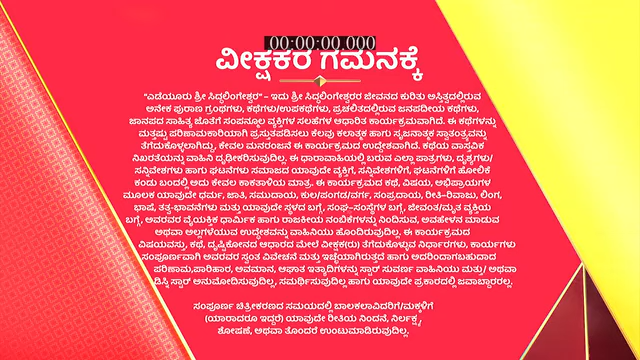 00:00:00.000
ವೀಕ್ಷಕರ ಗಮನಕ್ಕೆ
"ಎಡೆಯೂರು ಶ್ರೀ ಸಿದ್ಧಲಿಂಗೇಶ್ವರ" – ಇದು ಶ್ರೀ ಸಿದ್ಧಲಿಂಗೇಶ್ವರರ ಜೀವನದ ಕುರಿತು ಅಸ್ತಿತ್ವದಲ್ಲಿರುವ
ಅನೇಕ ಪುರಾಣ ಗ್ರಂಥಗಳು, ಕಥೆಗಳು/ಉಪಕಥೆಗಳು, ಪ್ರಚಲಿತದಲ್ಲಿರುವ ಜನಪದೀಯ ಕಥೆಗಳು,
ಜಾನಪದ ಸಾಹಿತ್ಯ ಜೊತೆಗೆ ಸಂಪನ್ಮೂಲ ವ್ಯಕ್ತಿಗಳ ಸಲಹೆಗಳ ಆಧಾರಿತ ಕಾರ್ಯಕ್ರಮವಾಗಿದೆ. ಈ ಕಥೆಗಳನ್ನು
ಮತ್ತಷ್ಟು ಪರಿಣಾಮಕಾರಿಯಾಗಿ ಪ್ರಸ್ತುತಪಡಿಸಲು ಕೆಲವು ಕಲಾತ್ಮಕ ಹಾಗು ಸೃಜನಾತ್ಮಕ ಸ್ವಾತಂತ್ರ್ಯವನ್ನು
ತೆಗೆದುಕೊಳ್ಳಲಾಗಿದ್ದು, ಕೇವಲ ಮನರಂಜನೆ ಈ ಕಾರ್ಯಕ್ರಮದ ಉದ್ದೇಶವಾಗಿದೆ. ಕಥೆಯ ವಾಸ್ತವಿಕ
ನಿಖರತೆಯನ್ನು ವಾಹಿನಿ ದೃಢೀಕರಿಸುವುದಿಲ್ಲ. ಈ ಧಾರಾವಾಹಿಯಲ್ಲಿ ಬರುವ ಎಲ್ಲಾ ಪಾತ್ರಗಳು, ದೃಶ್ಯಗಳು/
ಸನ್ನಿವೇಶಗಳು ಹಾಗು ಘಟನೆಗಳು ಸಮಾಜದ ಯಾವುದೇ ವ್ಯಕ್ತಿಗೆ, ಸನ್ನಿವೇಶಗಳಿಗೆ, ಘಟನೆಗಳಿಗೆ ಹೋಲಿಕೆ
ಕಂಡು ಬಂದಲ್ಲಿ ಅದು ಕೇವಲ ಕಾಕತಾಳೀಯ ಮಾತ್ರ. ಈ ಕಾರ್ಯಕ್ರಮದ ಕಥೆ, ವಿಷಯ, ಅಭಿಪ್ರಾಯಗಳ
ಮೂಲಕ ಯಾವುದೇ ಧರ್ಮ, ಜಾತಿ, ಸಮುದಾಯ, ಕುಲ/ಪಂಗಡ/ವರ್ಗ, ಸಂಪ್ರದಾಯ, ರೀತಿ–ರಿವಾಜು, ಲಿಂಗ,
ಭಾಷೆ, ತತ್ತ್ವ-ಭಾವನೆಗಳು ಮತ್ತು ಯಾವುದೇ ಸ್ಥಳದ ಬಗ್ಗೆ, ಸಂಘ–ಸಂಸ್ಥೆಗಳ ಬಗ್ಗೆ, ಜೀವಂತ/ಮೃತ ವ್ಯಕ್ತಿಯ
ಬಗ್ಗೆ, ಅವರವರ ವೈಯಕ್ತಿಕ ಧಾರ್ಮಿಕ ಹಾಗು ರಾಜಕೀಯ ನಂಬಿಕೆಗಳನ್ನು ನಿಂದಿಸುವ, ಅವಹೇಳನ ಮಾಡುವ
ಅಥವಾ ಅಲ್ಲಗಳೆಯುವ ಉದ್ದೇಶವನ್ನು ವಾಹಿನಿಯು ಹೊಂದಿರುವುದಿಲ್ಲ. ಈ ಕಾರ್ಯಕ್ರಮದ
ವಿಷಯವಸ್ತು, ಕಥೆ, ದೃಷ್ಟಿಕೋನದ ಆಧಾರದ ಮೇಲೆ ವೀಕ್ಷಕ(ರು) ತೆಗೆದುಕೊಳ್ಳುವ ನಿರ್ಧಾರಗಳು, ಕಾರ್ಯಗಳು
ಸಂಪೂರ್ಣವಾಗಿ ಅವರವರ ಸ್ವಂತ ವಿವೇಚನೆ ಮತ್ತು ಇಚ್ಛೆಯಾಗಿರುತ್ತದೆ ಹಾಗು ಅದರಿಂದಾಗಬಹುದಾದ
ಪರಿಣಾಮ,ಪಾರಿಹಾರ, ಅವಮಾನ, ಆಘಾತ ಇತ್ಯಾದಿಗಳನ್ನು ಸ್ಟಾರ್ ಸುವರ್ಣ ವಾಹಿನಿಯು ಮತ್ತು/ ಅಥವಾ
ಡಿಸ್ನಿ ಸ್ಟಾರ್ ಅನುಮೋದಿಸುವುದಿಲ್ಲ, ಸಮರ್ಥಿಸುವುದಿಲ್ಲ ಹಾಗು ಯಾವುದೇ ಪ್ರಕಾರದಲ್ಲಿ ಜವಾಬ್ದಾರರಲ್ಲ.
ಸಂಪೂರ್ಣ ಚಿತ್ರೀಕರಣದ ಸಮಯದಲ್ಲಿ ಬಾಲಕಲಾವಿದರಿಗೆ/ಮಕ್ಕಳಿಗೆ
(ಯಾರಾದರೂ ಇದ್ದರೆ) ಯಾವುದೇ ರೀತಿಯ ನಿಂದನೆ, ನಿರ್ಲಕ್ಷ್ಯ,
ಶೋಷಣೆ, ಅಥವಾ ತೊಂದರೆ ಉಂಟುಮಾಡಿರುವುದಿಲ್ಲ.